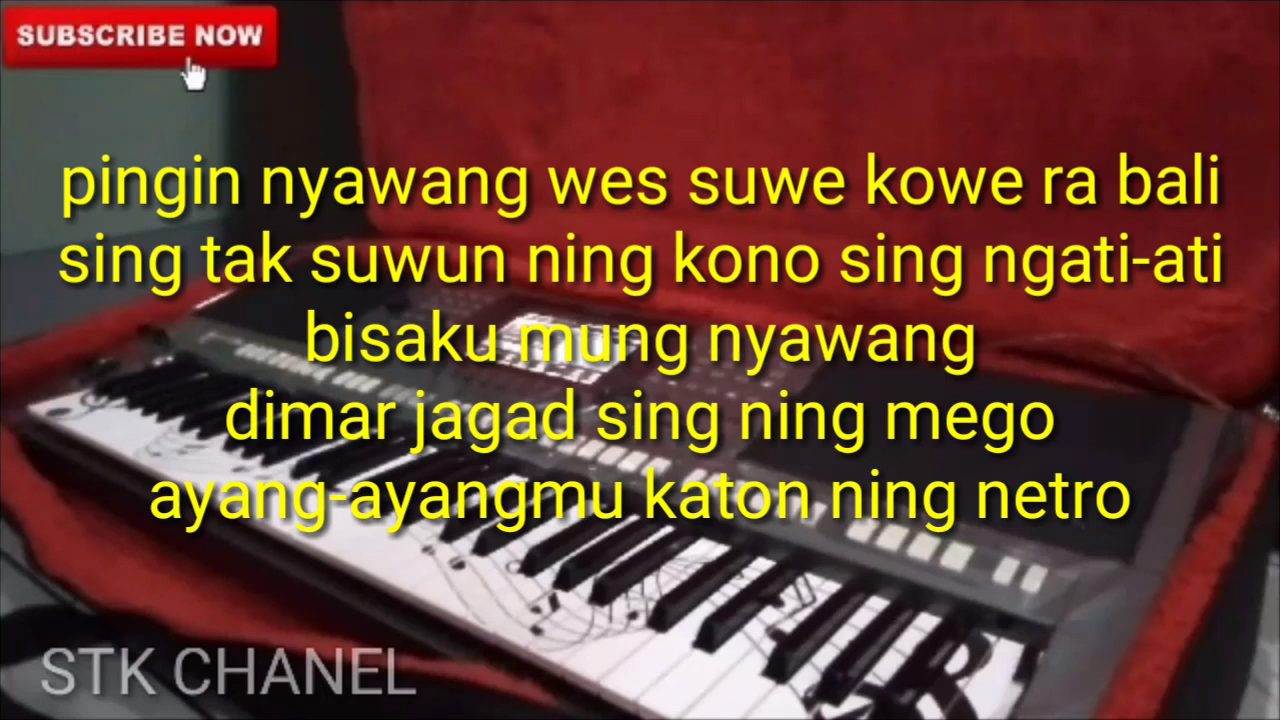 SUBSCRIBE NOW
pingin nyawang wes suwe kowe ra bali
sing tak suwun ning kono sing ngati-ati
bisaku mung nyawang
dimar jagad sing ning mego
ayang-ayangmu katon ning netro
STK CHANEL